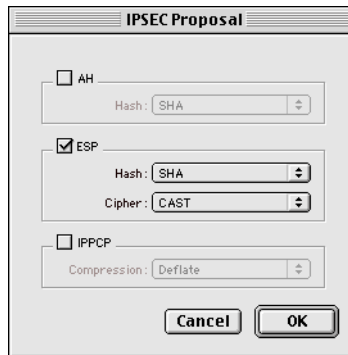 IPSEC Proposal
AH
Hash: SHA
ESP
Hash: SHA
Cipher: CAST
IPPCP
Compression: Deflate
Cancel OK